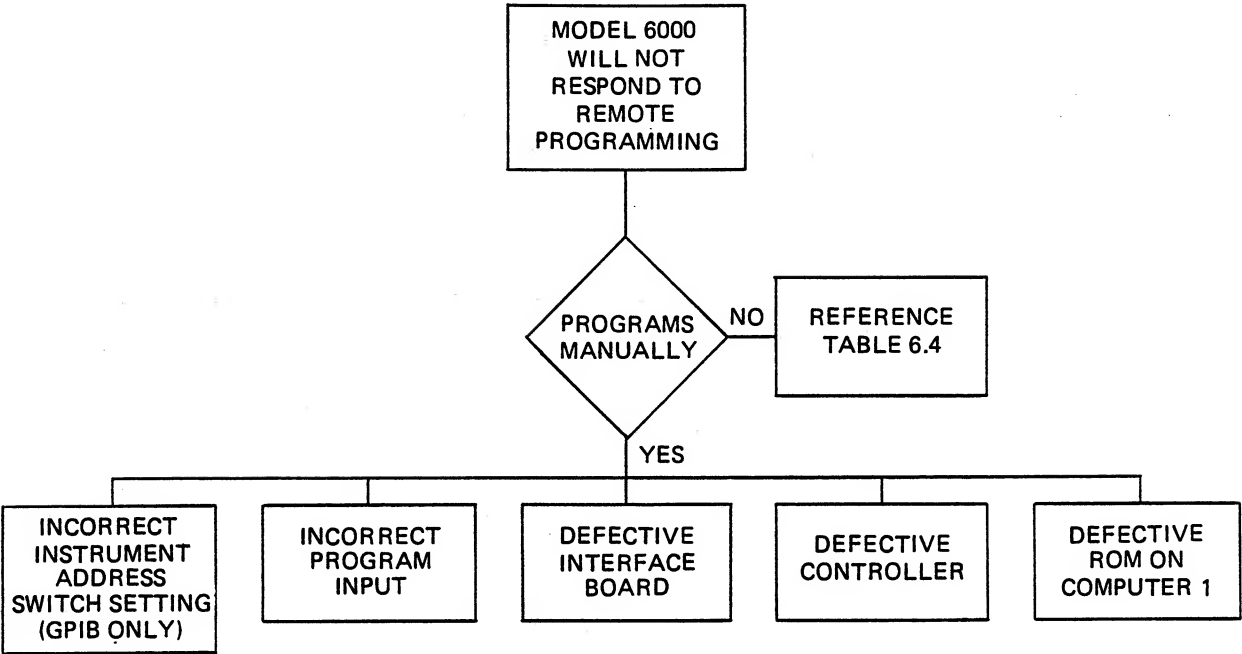 MODEL 6000
WILL NOT
RESPOND TO
REMOTE
PROGRAMMING
PROGRAMS
MANUALLY
NO
REFERENCE
TABLE 6.4
YES
INCORRECT
INSTRUMENT
ADDRESS
SWITCH SETTING
(GPIB ONLY)
INCORRECT
PROGRAM
INPUT
DEFECTIVE
INTERFACE
BOARD
DEFECTIVE
CONTROLLER
DEFECTIVE
ROM ON
COMPUTER 1